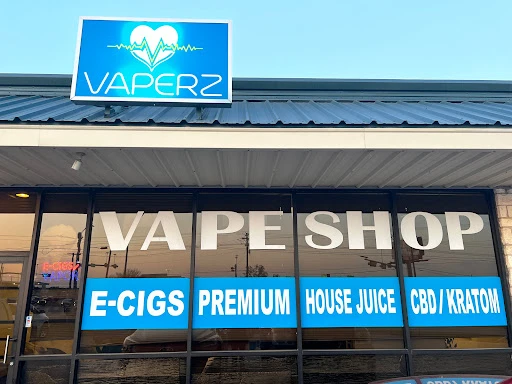 VAPERZ
VAPE SHOP
E-CIGS PREMIUM HOUSE JUICE CBD / KRATOM